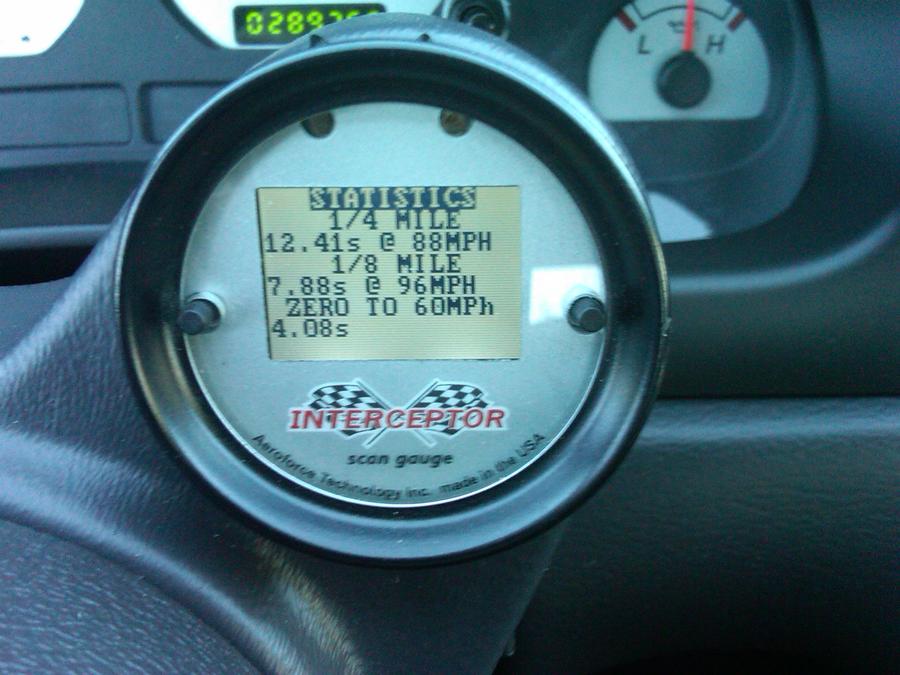 L H
STATISTICS
1/4 MILE
12.41s @ 88MPH
1/8 MILE
7.88s @ 96MPH
ZERO TO 60MPh
4.08s
INTERCEPTOR
scan gauge
Aeroforce Technology Inc. made in the USA